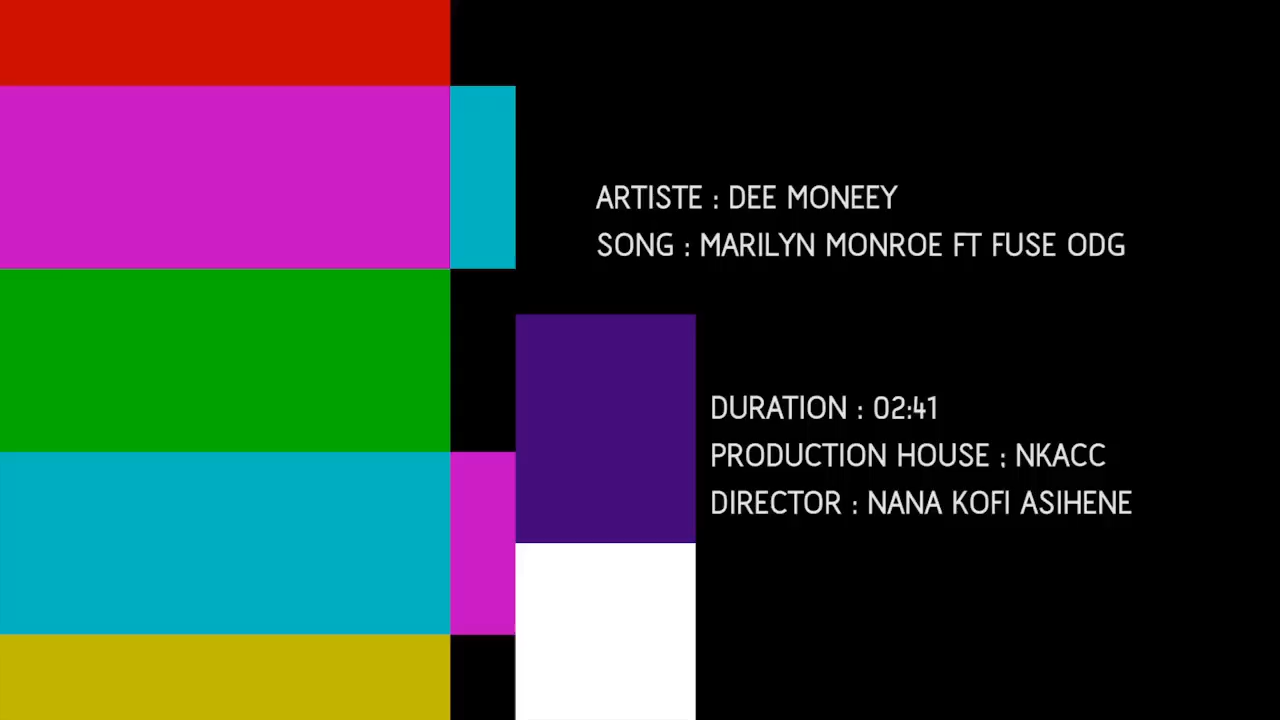 ARTISTE : DEE MONEEY
SONG : MARILYN MONROE FT FUSE ODG
DURATION : 02:41
PRODUCTION HOUSE ; NKACC
DIRECTOR : NANA KOFI ASIHENE